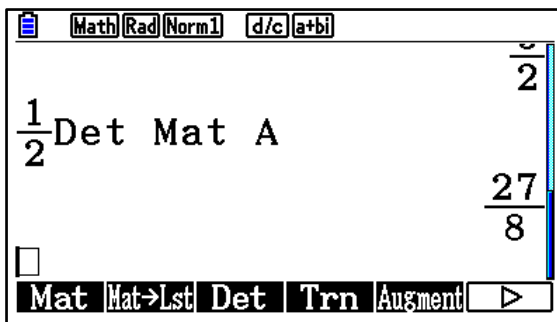 Math Rad Norm1 d/c a+bi
2
1/2 Det Mat A
27/8
Mat Mat→Lst Det Trn Augment ▷